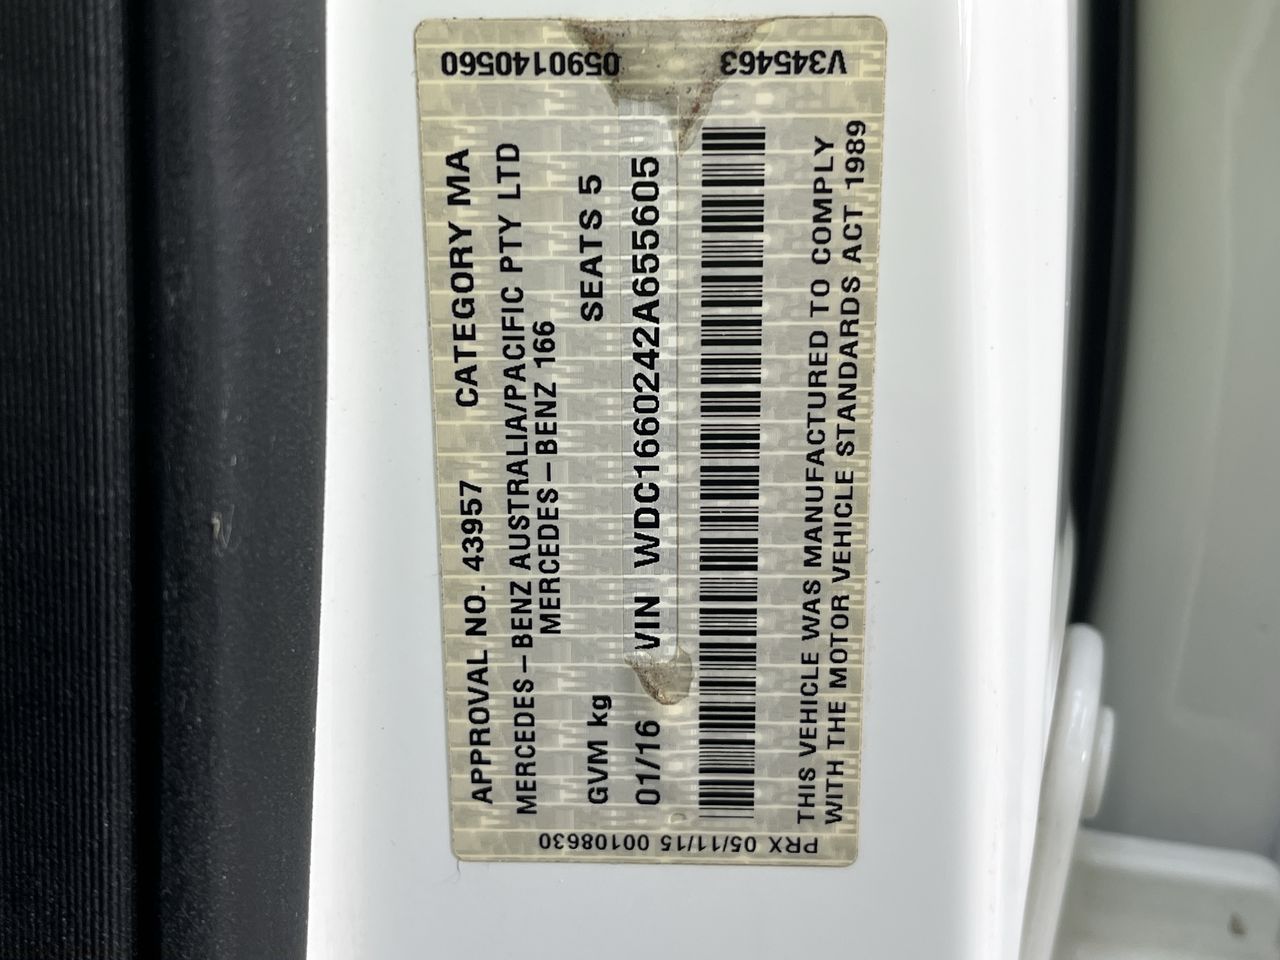 0590140560
V345463
APPROVAL NO. 43957 CATEGORY MA
MERCEDES-BENZ AUSTRALIA/PACIFIC PTY LTD
MERCEDES-BENZ 166
GVM kg SEATS 5
01/16 VIN WDC1660242A655605
THIS VEHICLE WAS MANUFACTURED TO COMPLY
WITH THE MOTOR VEHICLE STANDARDS ACT 1989
PRX 05/11/15 00108630